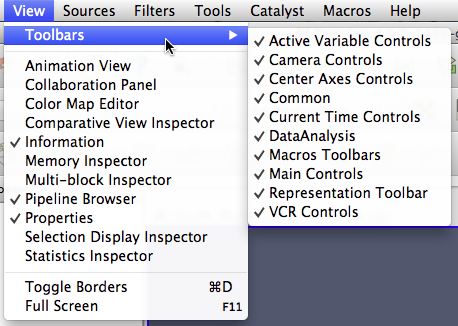 View Sources Filters Tools Catalyst Macros Help
Toolbars
Animation View
Collaboration Panel
Color Map Editor
Comparative View Inspector
✓ Information
Memory Inspector
Multi-block Inspector
✓ Pipeline Browser
✓ Properties
Selection Display Inspector
Statistics Inspector
Toggle Borders ⌘D
Full Screen F11
✓ Active Variable Controls
✓ Camera Controls
✓ Center Axes Controls
✓ Common
✓ Current Time Controls
✓ DataAnalysis
✓ Macros Toolbars
✓ Main Controls
✓ Representation Toolbar
✓ VCR Controls